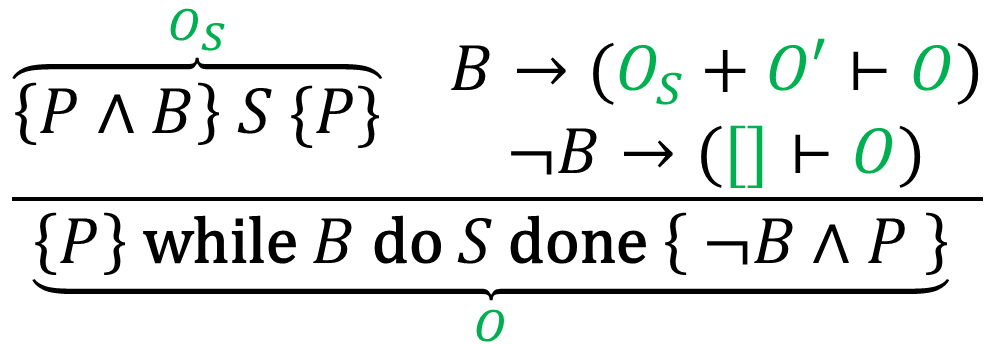 O_S
{P ∧ B} S {P}
B → (O_S + O′ ⊢ O)
¬B → ([] ⊢ O)
{P} while B do S done { ¬B ∧ P }
O